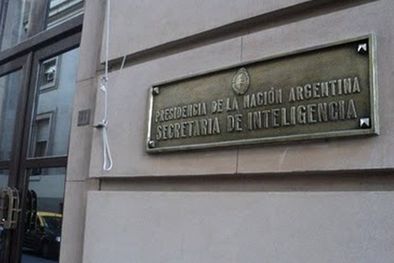 PRESIDENCIA DE LA NACIÓN ARGENTINA
SECRETARIA DE INTELIGENCIA